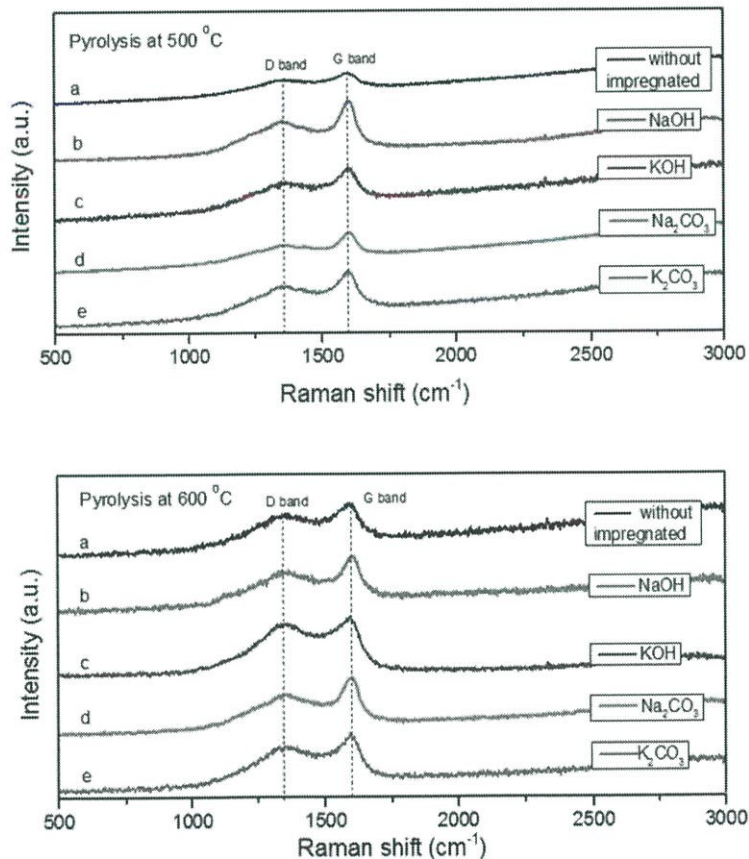 Pyrolysis at 500 °C
D band
G band
without
impregnated
a
NaOH
b
KOH
c
Na₂CO₃
d
K₂CO₃
e
Intensity (a.u.)
500 1000 1500 2000 2500 3000
Raman shift (cm⁻¹)
Pyrolysis at 600 °C
D band
G band
without
impregnated
a
NaOH
b
KOH
c
Na₂CO₃
d
K₂CO₃
e
Intensity (a.u.)
500 1000 1500 2000 2500 3000
Raman shift (cm⁻¹)